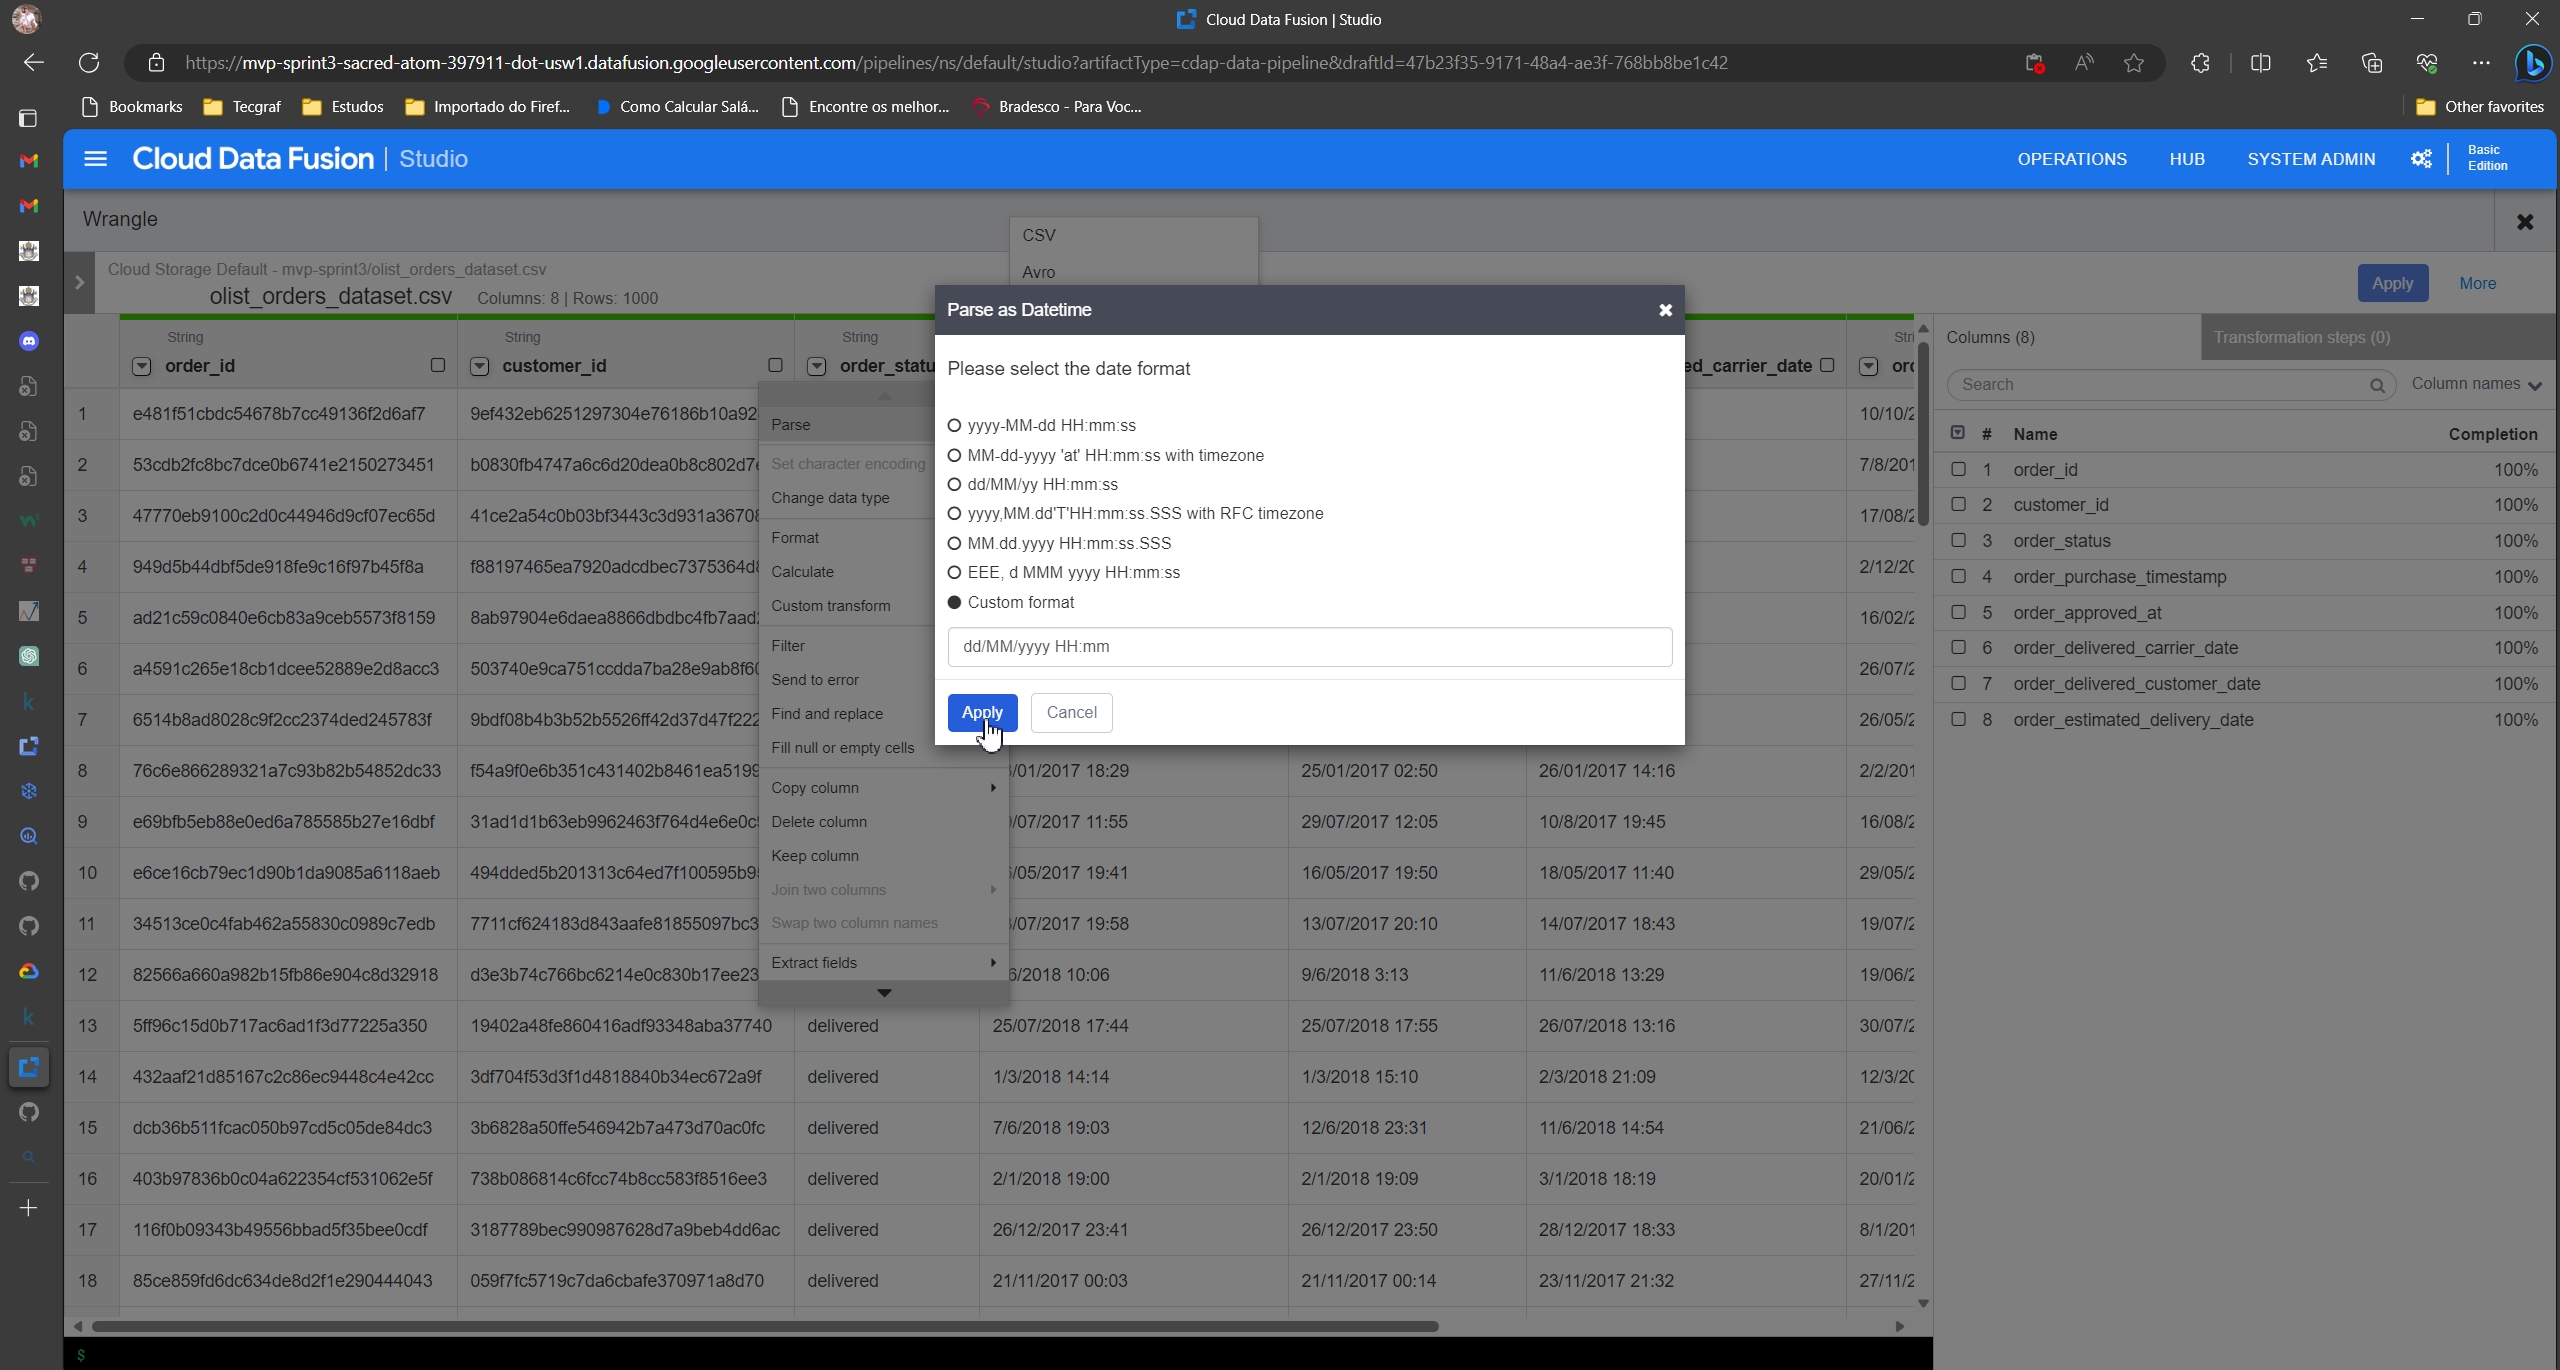 Cloud Data Fusion | Studio
https://mvp-sprint3-sacred-atom-397911-dot-usw1.datafusion.googleusercontent.com/pipelines/ns/default/studio?artifactType=cdap-data-pipeline&draftId=47b23f35-9171-48a4-ae3f-768bb8be1c42
Bookmarks Tecgraf Estudos Importado do Firef... Como Calcular Salá... Encontre os melhor... Bradesco - Para Voc... Other favorites
Cloud Data Fusion | Studio OPERATIONS HUB SYSTEM ADMIN Basic Edition
Wrangle
CSV
Avro
Cloud Storage Default - mvp-sprint3/olist_orders_dataset.csv
olist_orders_dataset.csv Columns: 8 | Rows: 1000 Apply More
String String String
order_id customer_id order_statu ed_carrier_date
Parse as Datetime
Please select the date format
yyyy-MM-dd HH:mm:ss
MM-dd-yyyy 'at' HH:mm:ss with timezone
dd/MM/yy HH:mm:ss
yyyy,MM.dd'T'HH:mm:ss.SSS with RFC timezone
MM.dd.yyyy HH:mm:ss.SSS
EEE, d MMM yyyy HH:mm:ss
Custom format
dd/MM/yyyy HH:mm
Apply Cancel
Parse
Set character encoding
Change data type
Format
Calculate
Custom transform
Filter
Send to error
Find and replace
Fill null or empty cells
Copy column
Delete column
Keep column
Join two columns
Swap two column names
Extract fields
1 e481f51cbdc54678b7cc49136f2d6af7 9ef432eb6251297304e76186b10a92 10/10/2
2 53cdb2fc8bc7dce0b6741e2150273451 b0830fb4747a6c6d20dea0b8c802d7 7/8/201
3 47770eb9100c2d0c44946d9cf07ec65d 41ce2a54c0b03bf3443c3d931a3670 17/08/2
4 949d5b44dbf5de918fe9c16f97b45f8a f88197465ea7920adcdbec7375364d 2/12/20
5 ad21c59c0840e6cb83a9ceb5573f8159 8ab97904e6daea8866dbdbc4fb7aad 16/02/2
6 a4591c265e18cb1dcee52889e2d8acc3 503740e9ca751ccdda7ba28e9ab8f6 26/07/2
7 6514b8ad8028c9f2cc2374ded245783f 9bdf08b4b3b52b5526ff42d37d47f222 26/05/2
8 76c6e866289321a7c93b82b54852dc33 f54a9f0e6b351c431402b8461ea5199 /01/2017 18:29 25/01/2017 02:50 26/01/2017 14:16 2/2/201
9 e69bfb5eb88e0ed6a785585b27e16dbf 31ad1d1b63eb9962463f764d4e6e0c /07/2017 11:55 29/07/2017 12:05 10/8/2017 19:45 16/08/2
10 e6ce16cb79ec1d90b1da9085a6118aeb 494dded5b201313c64ed7f100595b9 /05/2017 19:41 16/05/2017 19:50 18/05/2017 11:40 29/05/2
11 34513ce0c4fab462a55830c0989c7edb 7711cf624183d843aafe81855097bc3 /07/2017 19:58 13/07/2017 20:10 14/07/2017 18:43 19/07/2
12 82566a660a982b15fb86e904c8d32918 d3e3b74c766bc6214e0c830b17ee23 6/2018 10:06 9/6/2018 3:13 11/6/2018 13:29 19/06/2
13 5ff96c15d0b717ac6ad1f3d77225a350 19402a48fe860416adf93348aba37740 delivered 25/07/2018 17:44 25/07/2018 17:55 26/07/2018 13:16 30/07/2
14 432aaf21d85167c2c86ec9448c4e42cc 3df704f53d3f1d4818840b34ec672a9f delivered 1/3/2018 14:14 1/3/2018 15:10 2/3/2018 21:09 12/3/20
15 dcb36b511fcac050b97cd5c05de84dc3 3b6828a50ffe546942b7a473d70ac0fc delivered 7/6/2018 19:03 12/6/2018 23:31 11/6/2018 14:54 21/06/2
16 403b97836b0c04a622354cf531062e5f 738b086814c6fcc74b8cc583f8516ee3 delivered 2/1/2018 19:00 2/1/2018 19:09 3/1/2018 18:19 20/01/2
17 116f0b09343b49556bbad5f35bee0cdf 3187789bec990987628d7a9beb4dd6ac delivered 26/12/2017 23:41 26/12/2017 23:50 28/12/2017 18:33 8/1/201
18 85ce859fd6dc634de8d2f1e290444043 059f7fc5719c7da6cbafe370971a8d70 delivered 21/11/2017 00:03 21/11/2017 00:14 23/11/2017 21:32 27/11/2
$
Columns (8) Transformation steps (0)
Search Column names
# Name Completion
1 order_id 100%
2 customer_id 100%
3 order_status 100%
4 order_purchase_timestamp 100%
5 order_approved_at 100%
6 order_delivered_carrier_date 100%
7 order_delivered_customer_date 100%
8 order_estimated_delivery_date 100%